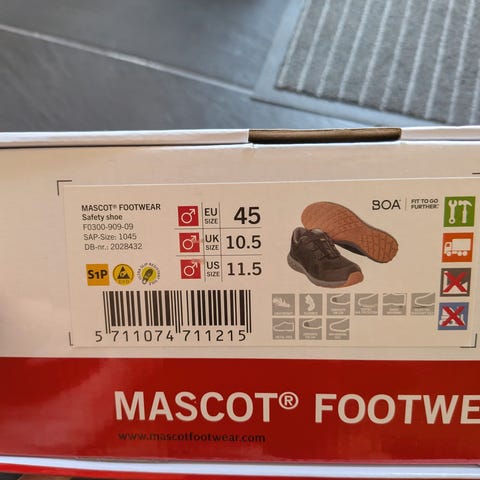 MASCOT® FOOTWEAR
Safety shoe
F0300-909-09
SAP-Size: 1045
DB-nr.: 2028432
EU SIZE 45
UK SIZE 10.5
US SIZE 11.5
BOA® FIT TO GO FURTHER.
S1P
ESD
5 711074 711215
MASCOT® FOOTWE
www.mascotfootwear.com